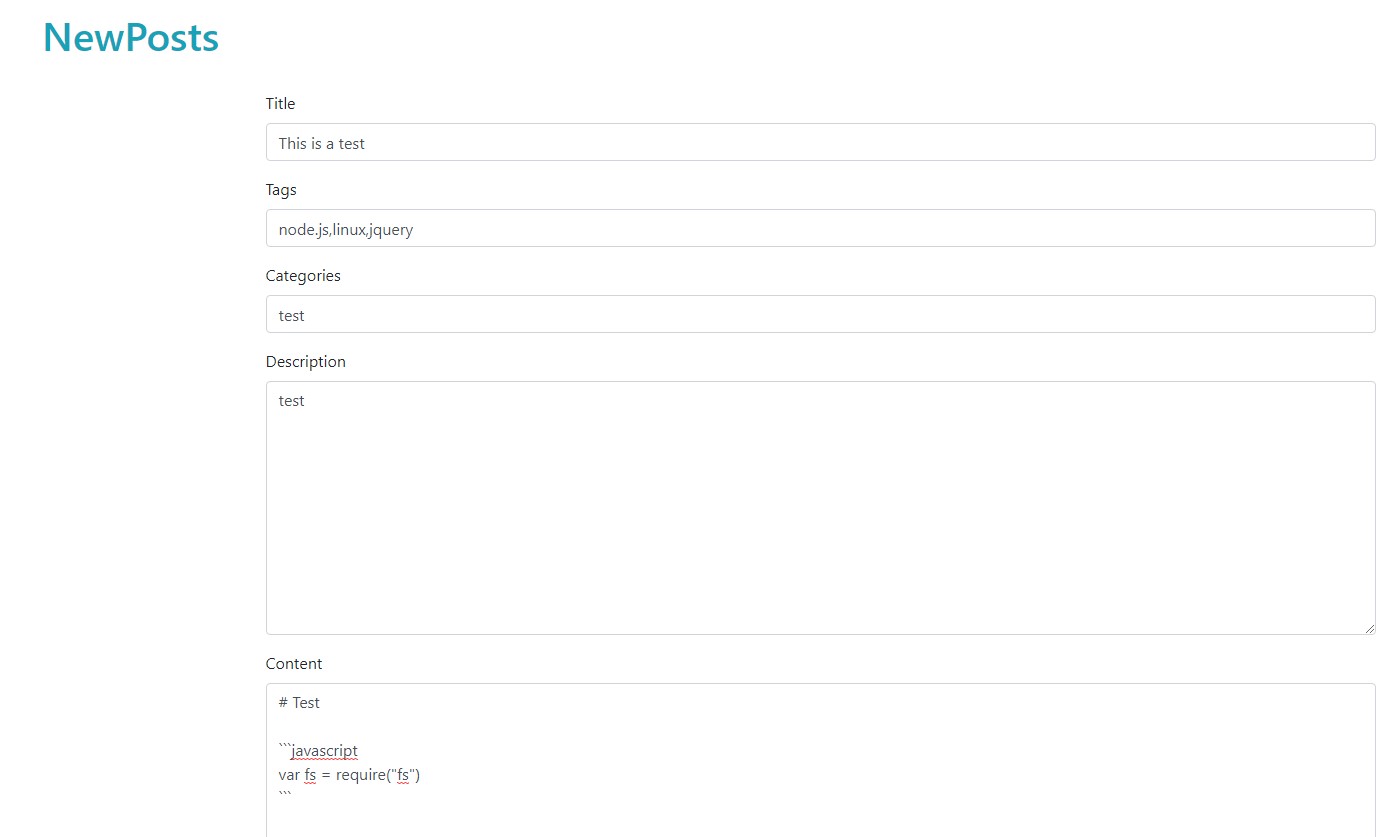 NewPosts
Title
This is a test
Tags
node.js,linux,jquery
Categories
test
Description
test
Content
# Test
```javascript
var fs = require("fs")
```